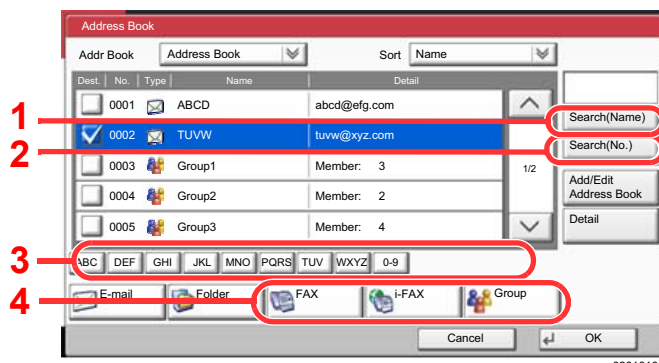 Address Book
Addr Book Address Book Sort Name
Dest. No. Type Name Detail
0001 ABCD abcd@efg.com
1 Search(Name)
0002 TUVW tuvw@xyz.com
2 Search(No.)
0003 Group1 Member: 3 1/2
0004 Group2 Member: 2 Add/Edit
Address Book
0005 Group3 Member: 4 Detail
3 ABC DEF GHI JKL MNO PQRS TUV WXYZ 0-9
4 E-mail Folder FAX i-FAX Group
Cancel OK